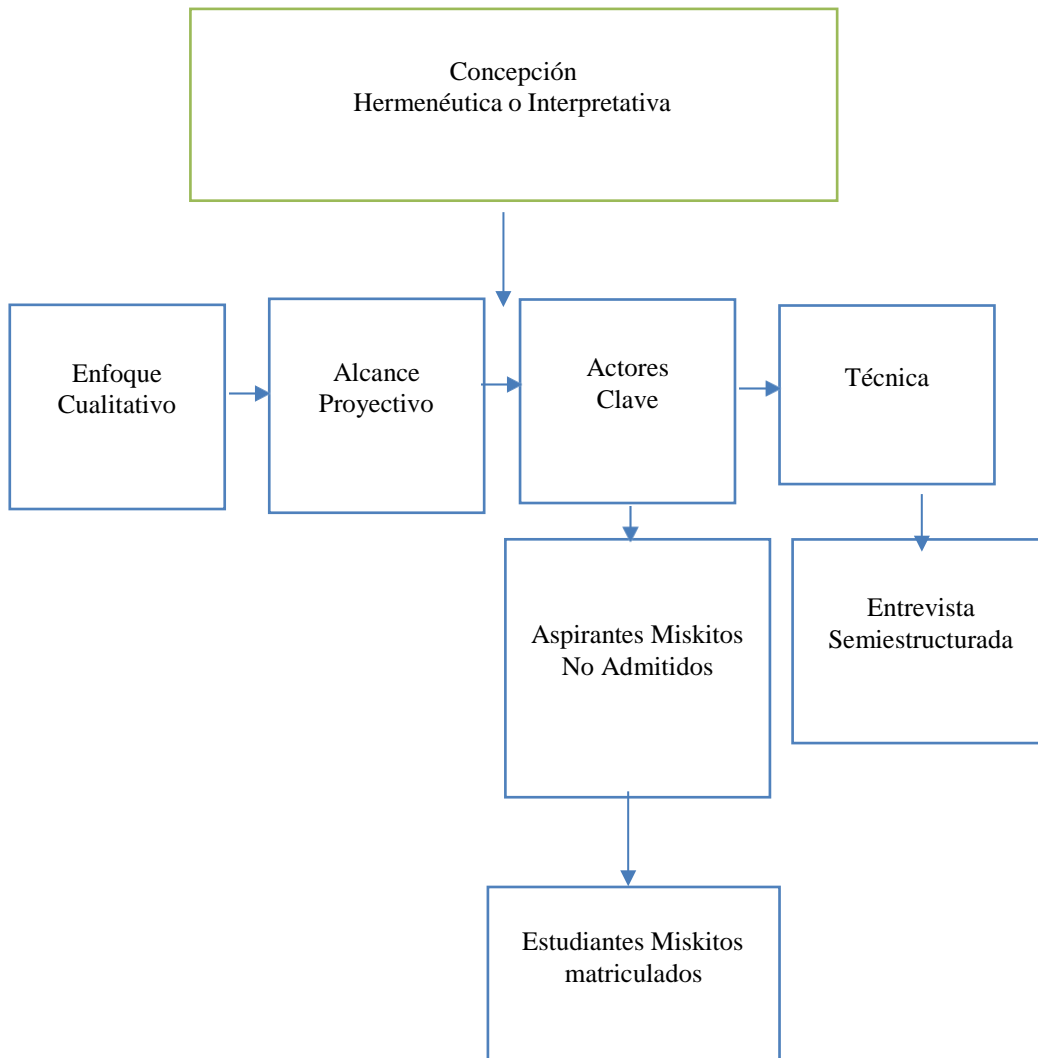 Concepción
Hermenéutica o Interpretativa
Enfoque
Cualitativo
Alcance
Proyectivo
Actores
Clave
Técnica
Aspirantes Miskitos
No Admitidos
Entrevista
Semiestructurada
Estudiantes Miskitos
matriculados